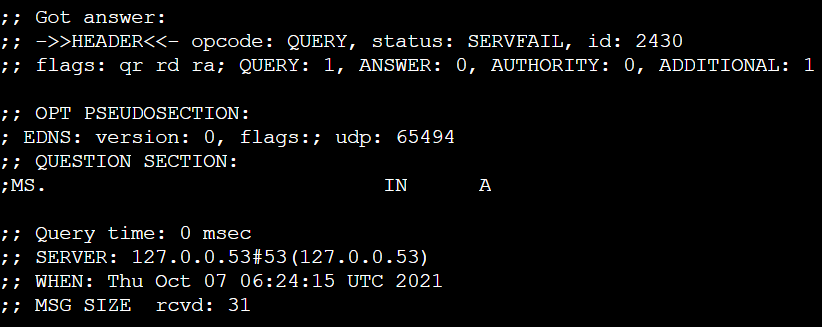 ;; Got answer:
;; ->>HEADER<<- opcode: QUERY, status: SERVFAIL, id: 2430
;; flags: qr rd ra; QUERY: 1, ANSWER: 0, AUTHORITY: 0, ADDITIONAL: 1
;; OPT PSEUDOSECTION:
; EDNS: version: 0, flags:; udp: 65494
;; QUESTION SECTION:
;MS. IN A
;; Query time: 0 msec
;; SERVER: 127.0.0.53#53(127.0.0.53)
;; WHEN: Thu Oct 07 06:24:15 UTC 2021
;; MSG SIZE  rcvd: 31